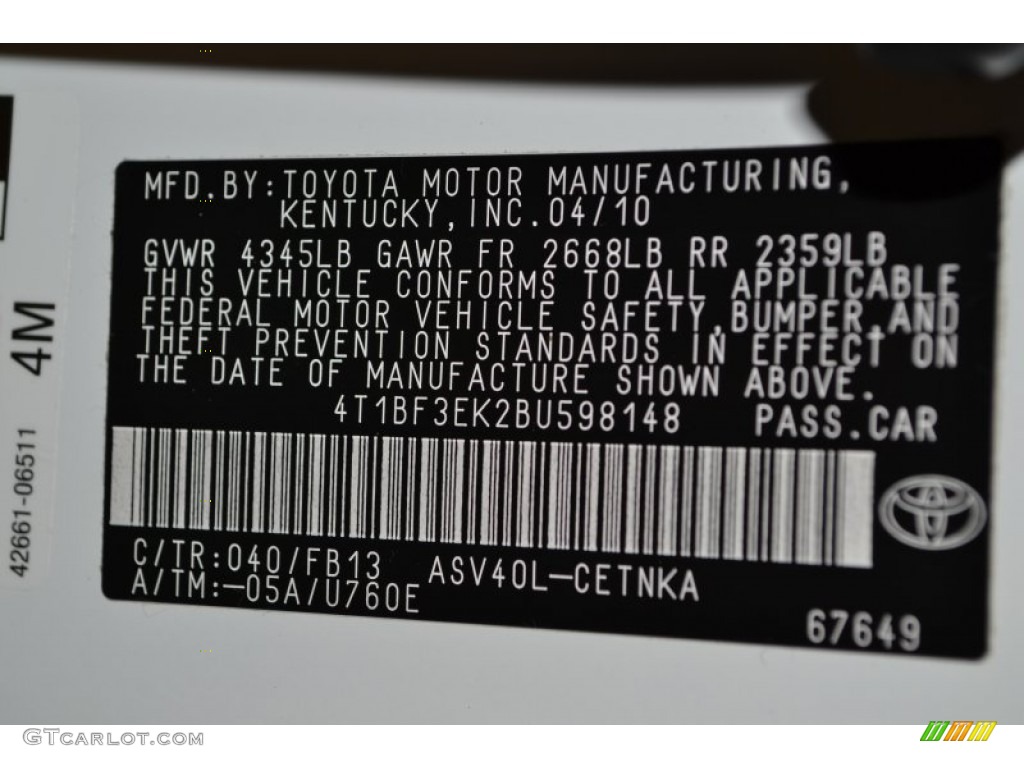 MFD.BY:TOYOTA MOTOR MANUFACTURING,
KENTUCKY,INC.04/10
GVWR 4345LB GAWR FR 2668LB RR 2359LB
THIS VEHICLE CONFORMS TO ALL APPLICABLE
FEDERAL MOTOR VEHICLE SAFETY,BUMPER,AND
THEFT PREVENTION STANDARDS IN EFFECT ON
THE DATE OF MANUFACTURE SHOWN ABOVE.
4T1BF3EK2BU598148 PASS.CAR
C/TR:040/FB13 ASV40L-CETNKA
A/TM:-05A/U760E
67649
42661-06511 4M
GTCARLOT.COM